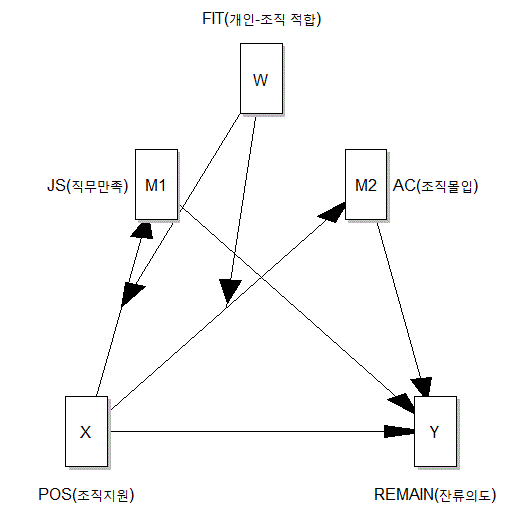 FIT(개인-조직 적합)
W
JS(직무만족)
M1
M2
AC(조직몰입)
X
Y
POS(조직지원)
REMAIN(잔류의도)